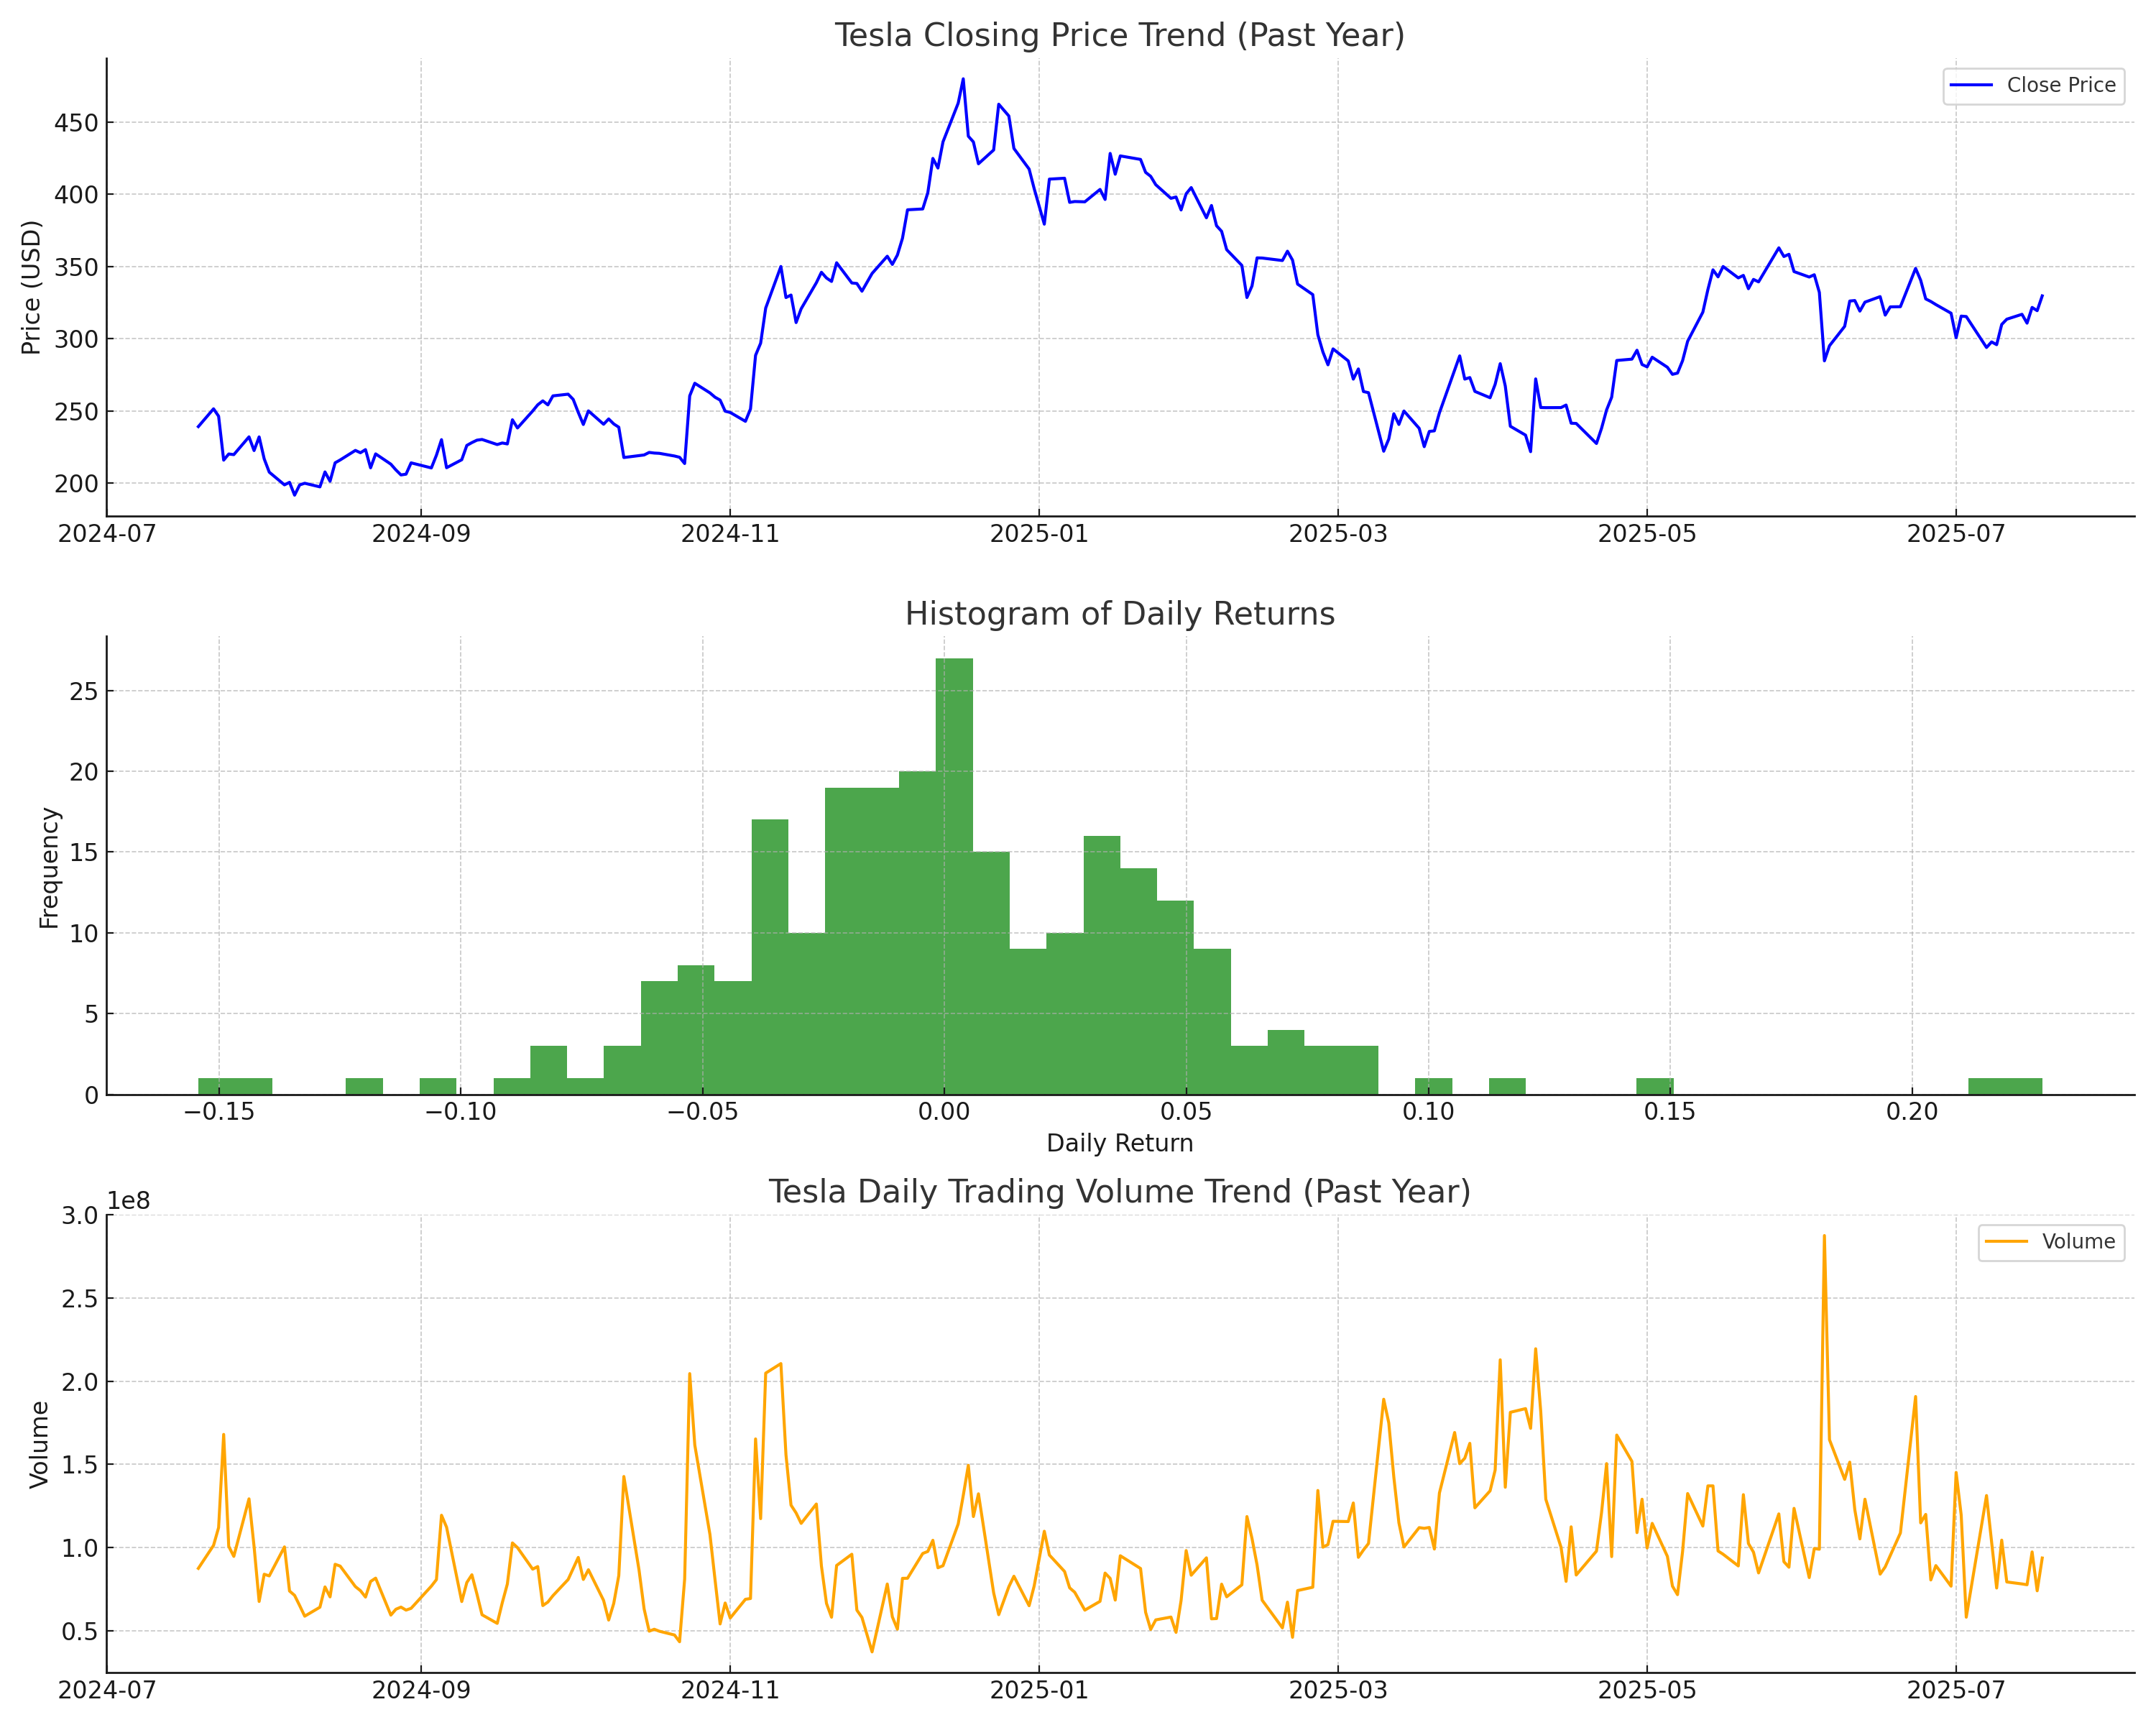 Tesla Closing Price Trend (Past Year)
Close Price
Price (USD)
450
400
350
300
250
200
2024-07 2024-09 2024-11 2025-01 2025-03 2025-05 2025-07
Histogram of Daily Returns
Frequency
25
20
15
10
5
0
−0.15 −0.10 −0.05 0.00 0.05 0.10 0.15 0.20
Daily Return
Tesla Daily Trading Volume Trend (Past Year)
1e8
Volume
Volume
3.0
2.5
2.0
1.5
1.0
0.5
2024-07 2024-09 2024-11 2025-01 2025-03 2025-05 2025-07